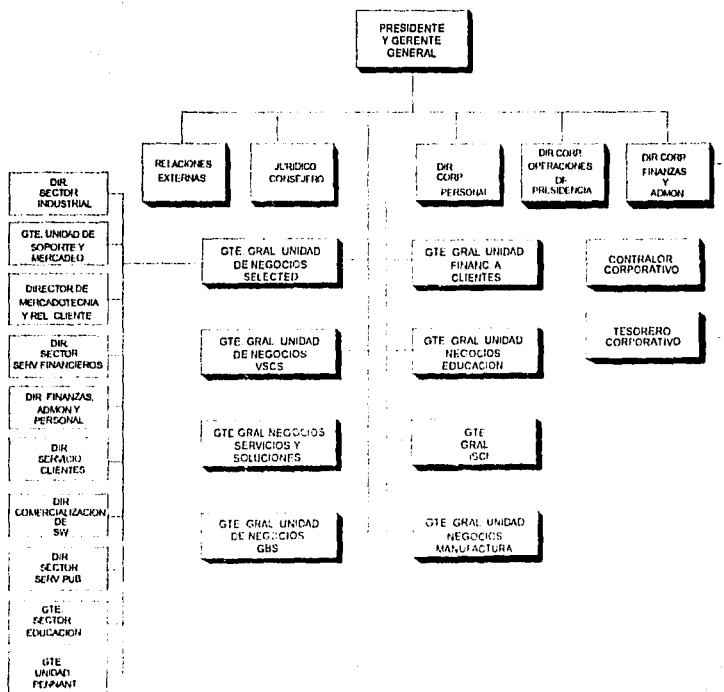 PRESIDENTE
Y GERENTE
GENERAL
RELACIONES
EXTERNAS
JURIDICO
CONSEJERO
DIR
CORP
PERSONAL
DIR CORP.
OPERACIONES
DE
PRESIDENCIA
DIR CORP
FINANZAS
Y
ADMON
DIR.
SECTOR
INDUSTRIAL
GTE. UNIDAD DE
SOPORTE Y
MERCADEO
DIRECTOR DE
MERCADOTECNIA
Y REL CLIENTE
DIR.
SECTOR
SERV FINANCIEROS
DIR FINANZAS,
ADMON Y
PERSONAL
DIR
SERVICIO
CLIENTES
DIR
COMERCIALIZACION
DE
SW
DIR
SECTOR
SERV PUB
GTE.
SECTOR
EDUCACION
GTE
UNIDAD
PENNANT
GTE. GRAL UNIDAD
DE NEGOCIOS
SELECTED
GTE. GRAL UNIDAD
DE NEGOCIOS
VSCS
GTE GRAL NEGOCIOS
SERVICIOS Y
SOLUCIONES
GTE GRAL UNIDAD
DE NEGOCIOS
GBS
GTE GRAL UNIDAD
FINANC. A
CLIENTES
GTE GRAL UNIDAD
NEGOCIOS
EDUCACION
GTE
GRAL
ISCI
GTE GRAL UNIDAD
NEGOCIOS
MANUFACTURA
CONTRALOR
CORPORATIVO
TESORERO
CORPORATIVO